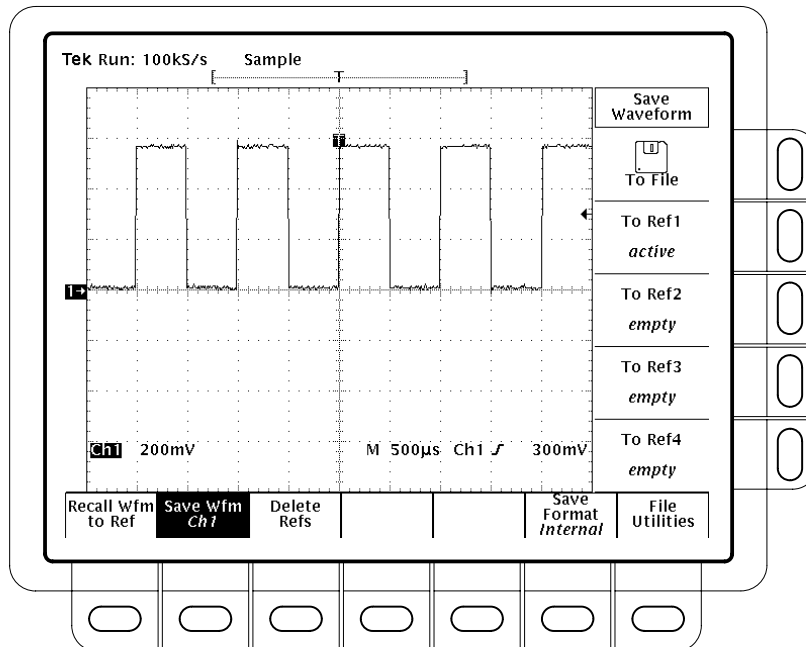 Tek Run: 100kS/s Sample
[ T ]
Save
Waveform
To File
T
To Ref1
active
1→
To Ref2
empty
To Ref3
empty
To Ref4
empty
Ch1 200mV M 500µs Ch1 ƒ 300mV
Recall Wfm
to Ref
Save Wfm
Ch1
Delete
Refs
Save
Format
Internal
File
Utilities